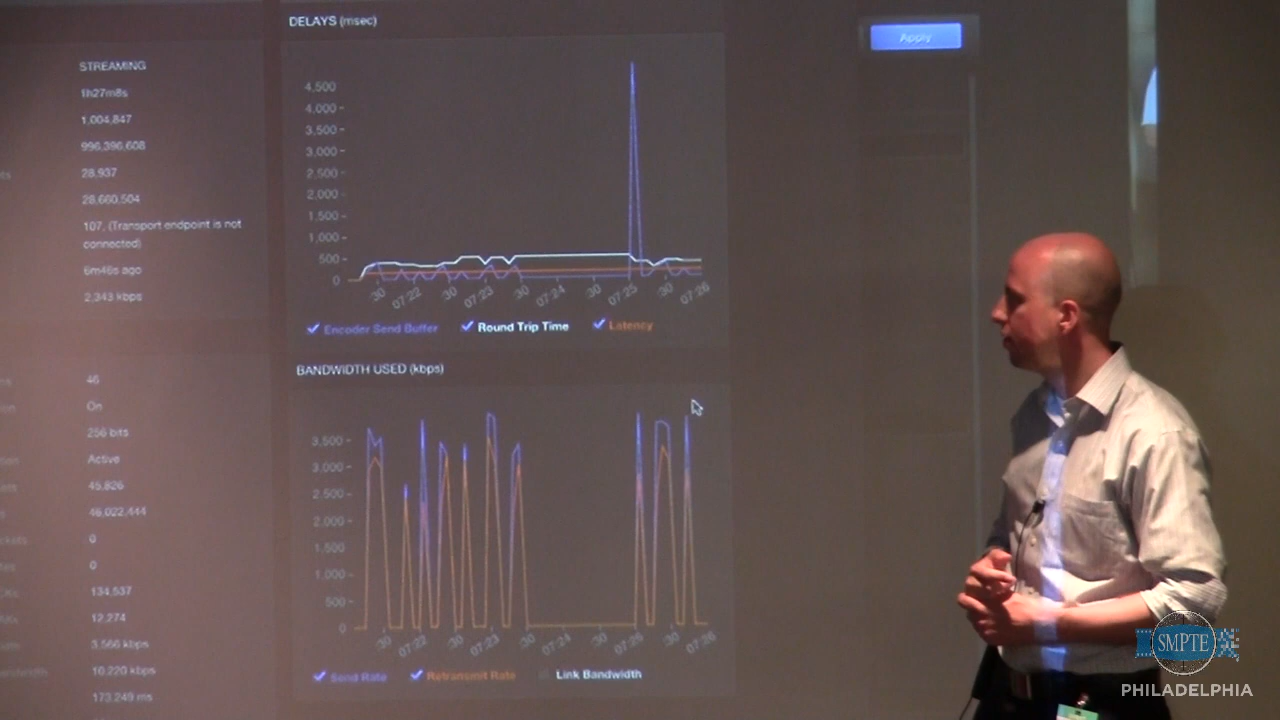 DELAYS (msec)
Apply
STREAMING
1h27m8s
1,004,847
996,396,608
28,937
28,660,504
107, (Transport endpoint is not
connected)
6m46s ago
2,343 kbps
4,500
4,000
3,500
3,000
2,500
2,000
1,500
1,000
500
0
:30 07:22 :30 07:23 :30 07:24 :30 07:25 :30 07:26
Encoder Send Buffer Round Trip Time Latency
BANDWIDTH USED (kbps)
46
On
256 bits
Active
45,826
46,022,444
0
0
134,537
12,274
3,566 kbps
10,220 kbps
173.249 ms
3,500
3,000
2,500
2,000
1,500
1,000
500
0
:30 07:22 :30 07:23 :30 07:24 :30 :30
Send Rate Retransmit Rate Link Bandwidth
SMPTE
PHILADELPHIA